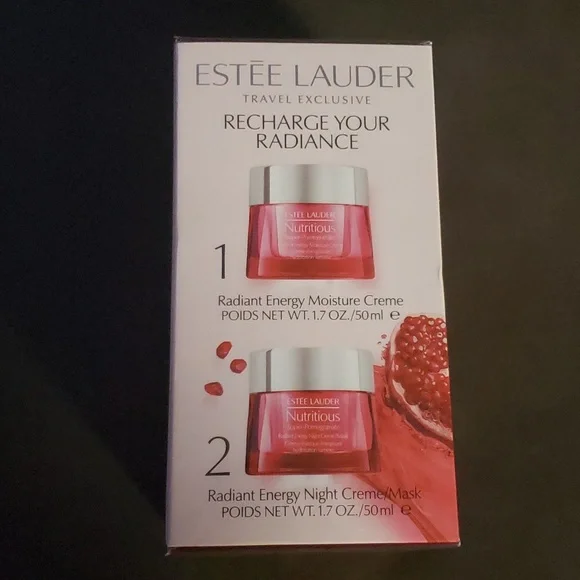 ESTĒE LAUDER
TRAVEL EXCLUSIVE
RECHARGE YOUR
RADIANCE
ESTĒE LAUDER
Nutritious
1
Radiant Energy Moisture Creme
POIDS NET WT. 1.7 OZ./50ml ℮
ESTĒE LAUDER
Nutritious
Super-Pomegranate
2
Radiant Energy Night Creme/Mask
POIDS NET WT. 1.7 OZ./50ml ℮